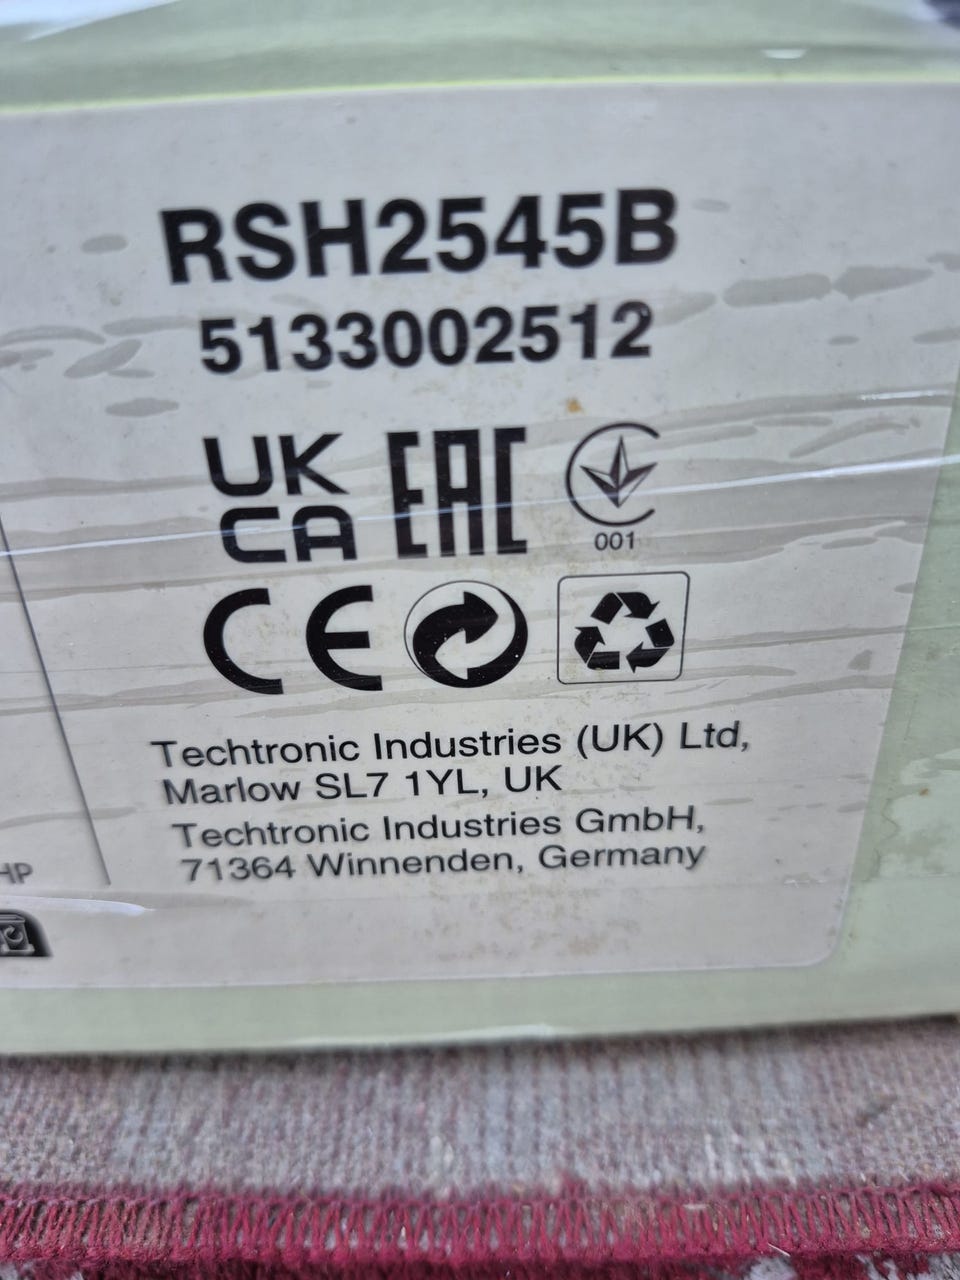 RSH2545B
5133002512
UK
CA
EAC
001
CE
Techtronic Industries (UK) Ltd,
Marlow SL7 1YL, UK
Techtronic Industries GmbH,
71364 Winnenden, Germany
HP